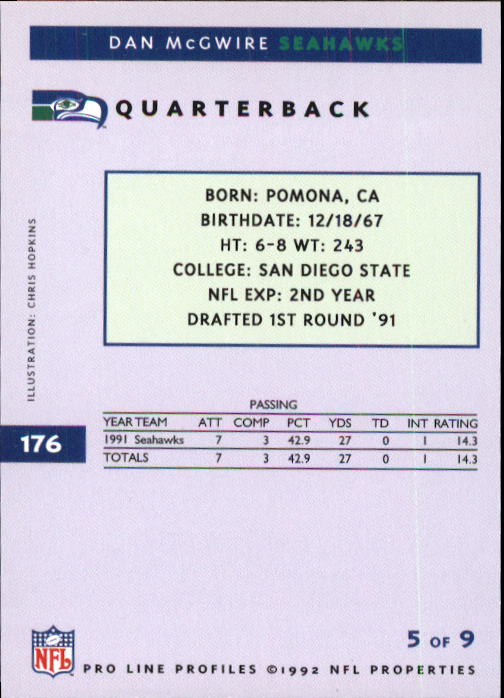 DAN McGWIRE SEAHAWKS
QUARTERBACK
BORN: POMONA, CA
BIRTHDATE: 12/18/67
HT: 6-8 WT: 243
COLLEGE: SAN DIEGO STATE
NFL EXP: 2ND YEAR
DRAFTED 1ST ROUND '91
ILLUSTRATION: CHRIS HOPKINS
PASSING
YEAR TEAM ATT COMP PCT YDS TD INT RATING
1991 Seahawks 7 3 42.9 27 0 1 14.3
TOTALS 7 3 42.9 27 0 1 14.3
176
5 OF 9
NFL PRO LINE PROFILES ©1992 NFL PROPERTIES